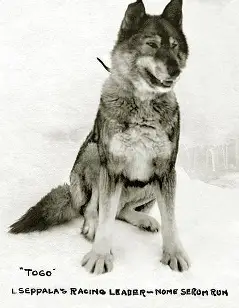 "TOGO"
L SEPPALA'S RACING LEADER – NOME SERUM RUN